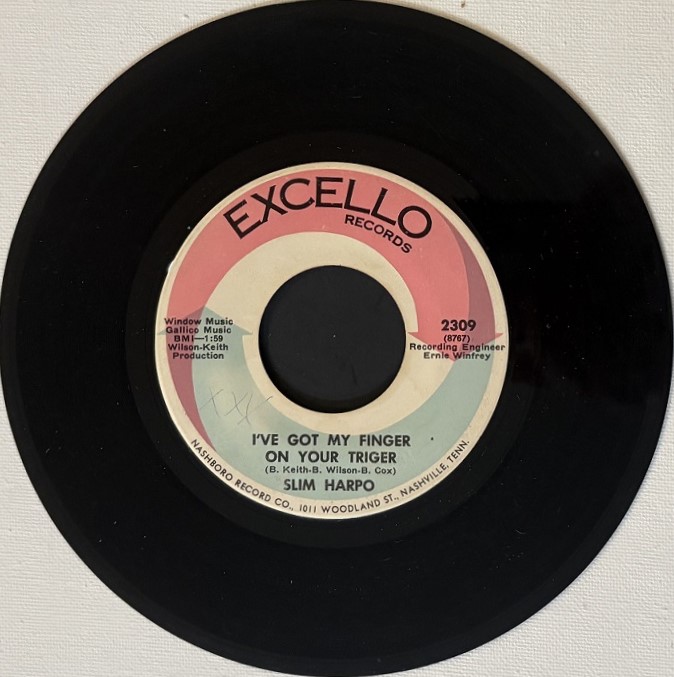 EXCELLO
RECORDS
Window Music
Gallico Music
BMI—1:59
Wilson-Keith
Production
2309
(8767)
Recording Engineer
Ernie Winfrey
XXX
I'VE GOT MY FINGER
ON YOUR TRIGER
(B. Keith-B. Wilson-B. Cox)
SLIM HARPO
NASHBORO RECORD CO., 1011 WOODLAND ST., NASHVILLE, TENN.